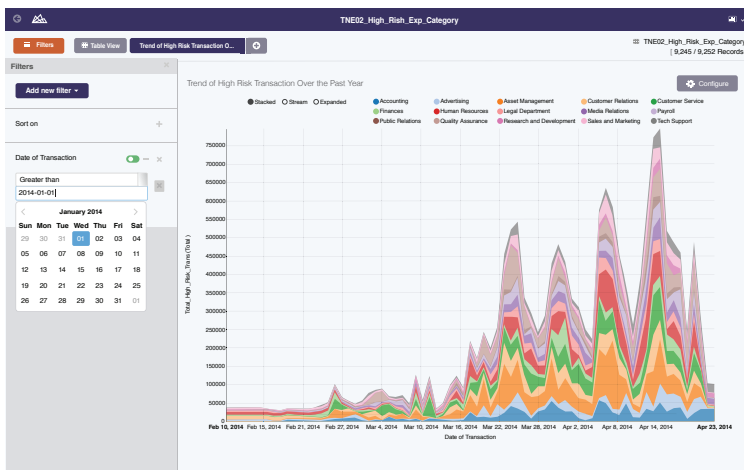 TNE02_High_Rish_Exp_Category
Filters
Table View
Trend of High Risk Transaction O...
TNE02_High_Risk_Exp_Category
[ 9,245 / 9,252 Records
Filters
×
Add new filter
Sort on
+
Date of Transaction
− ×
Greater than
2014-01-01
January 2014
Sun Mon Tue Wed Thu Fri Sat
29 30 31 01 02 03 04
05 06 07 08 09 10 11
12 13 14 15 16 17 18
19 20 21 22 23 24 25
26 27 28 29 30 31 01
Trend of High Risk Transaction Over the Past Year
Configure
Stacked Stream Expanded
Accounting Advertising Asset Management Customer Relations Customer Service
Finances Human Resources Legal Department Media Relations Payroll
Public Relations Quality Assurance Research and Development Sales and Marketing Tech Support
750000
700000
650000
600000
550000
500000
450000
400000
350000
300000
250000
200000
150000
100000
50000
0
Total_High_Risk_Trans(Total )
Feb 10, 2014 Feb 15, 2014 Feb 21, 2014 Feb 27, 2014 Mar 4, 2014 Mar 10, 2014 Mar 16, 2014 Mar 22, 2014 Mar 28, 2014 Apr 2, 2014 Apr 8, 2014 Apr 14, 2014 Apr 23, 2014
Date of Transaction